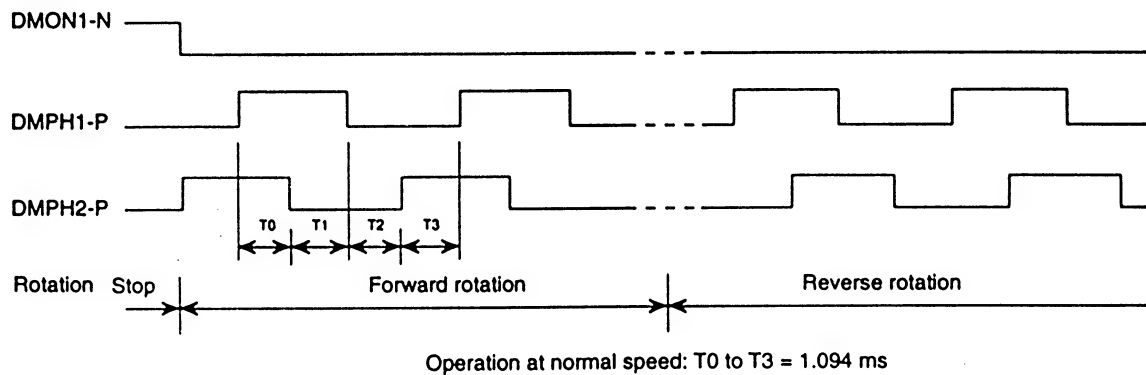 DMON1-N
DMPH1-P
DMPH2-P
T0 T1 T2 T3
Rotation Stop Forward rotation Reverse rotation
Operation at normal speed: T0 to T3 = 1.094 ms